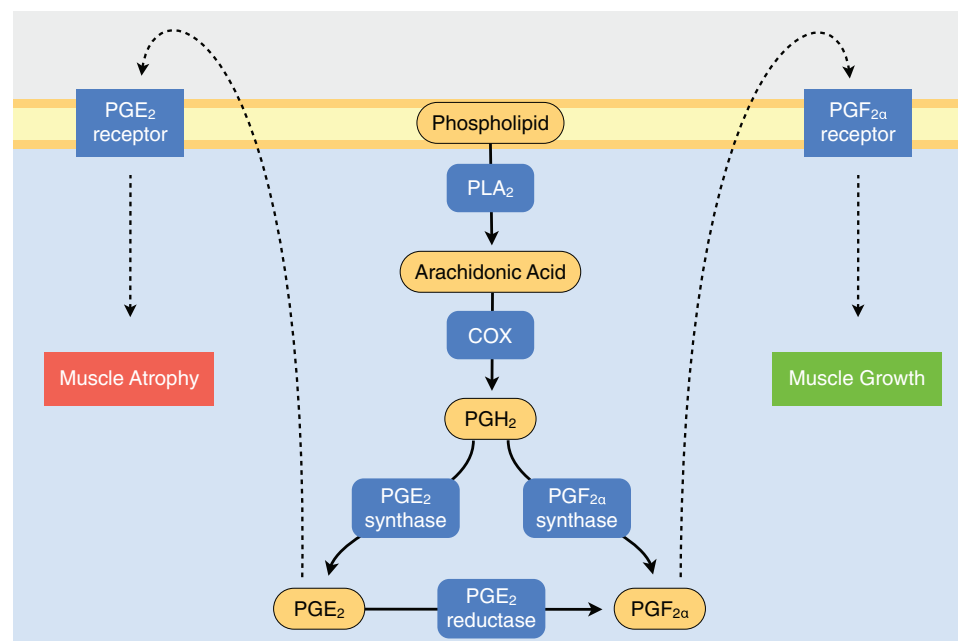 PGE₂
receptor
Phospholipid
PGF₂α
receptor
PLA₂
Arachidonic Acid
COX
Muscle Atrophy
Muscle Growth
PGH₂
PGE₂
synthase
PGF₂α
synthase
PGE₂
PGE₂
reductase
PGF₂α